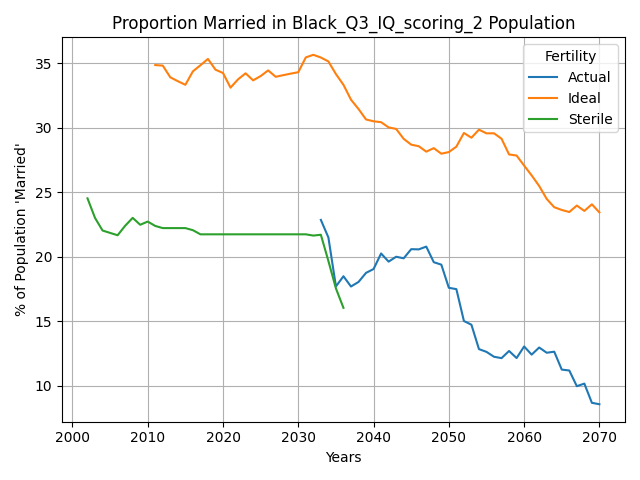 Proportion Married in Black_Q3_IQ_scoring_2 Population
% of Population 'Married'
35
30
25
20
15
10
Fertility
Actual
Ideal
Sterile
2000 2010 2020 2030 2040 2050 2060 2070
Years